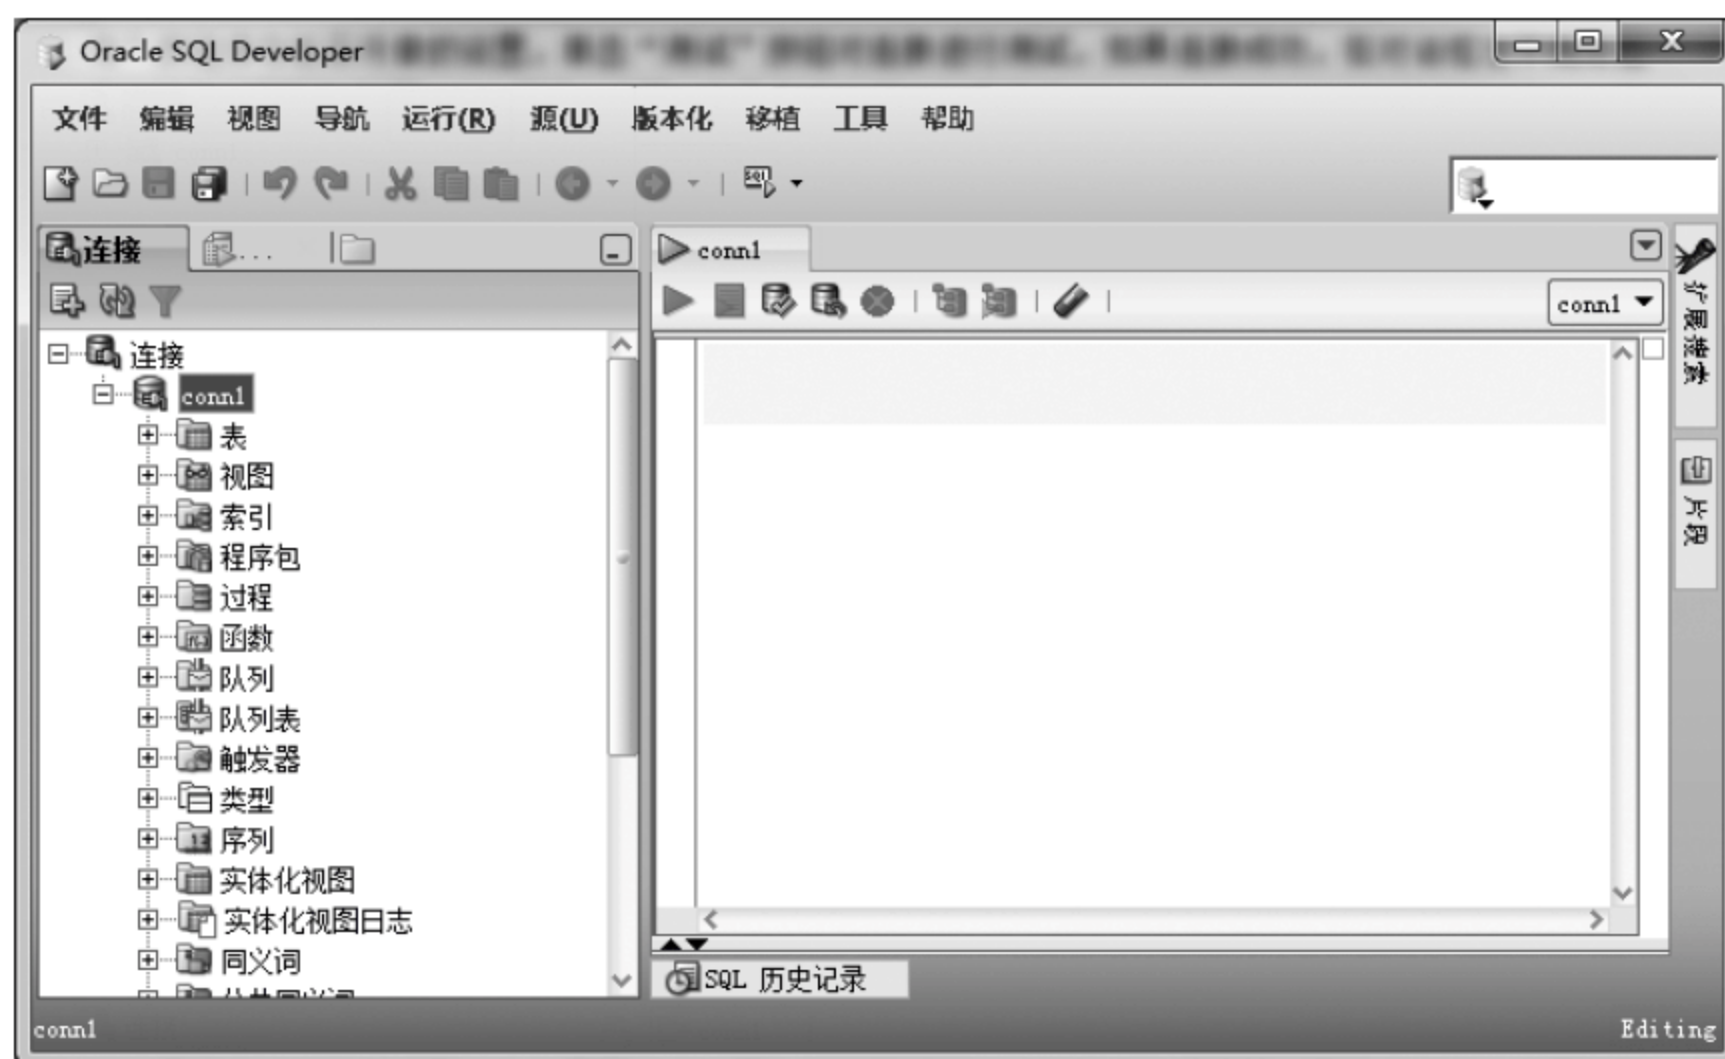 Oracle SQL Developer
文件 编辑 视图 导航 运行(R) 源(U) 版本化 移植 工具 帮助
连接 ...
conn1
conn1
连接
conn1
表
视图
索引
程序包
过程
函数
队列
队列表
触发器
类型
序列
实体化视图
实体化视图日志
同义词
扩展搜索
片段
SQL 历史记录
conn1
Editing